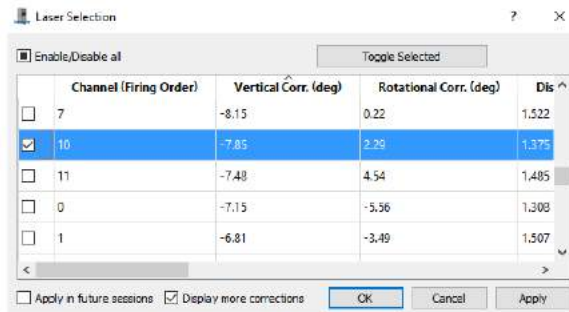 Laser Selection ? ×
Enable/Disable all Toggle Selected
Channel (Firing Order) Vertical Corr. (deg) Rotational Corr. (deg) Dis
7 -8.15 0.22 1.522
10 -7.85 2.29 1.375
11 -7.48 4.54 1.485
0 -7.15 -5.56 1.308
1 -6.81 -3.49 1.507
Apply in future sessions Display more corrections OK Cancel Apply